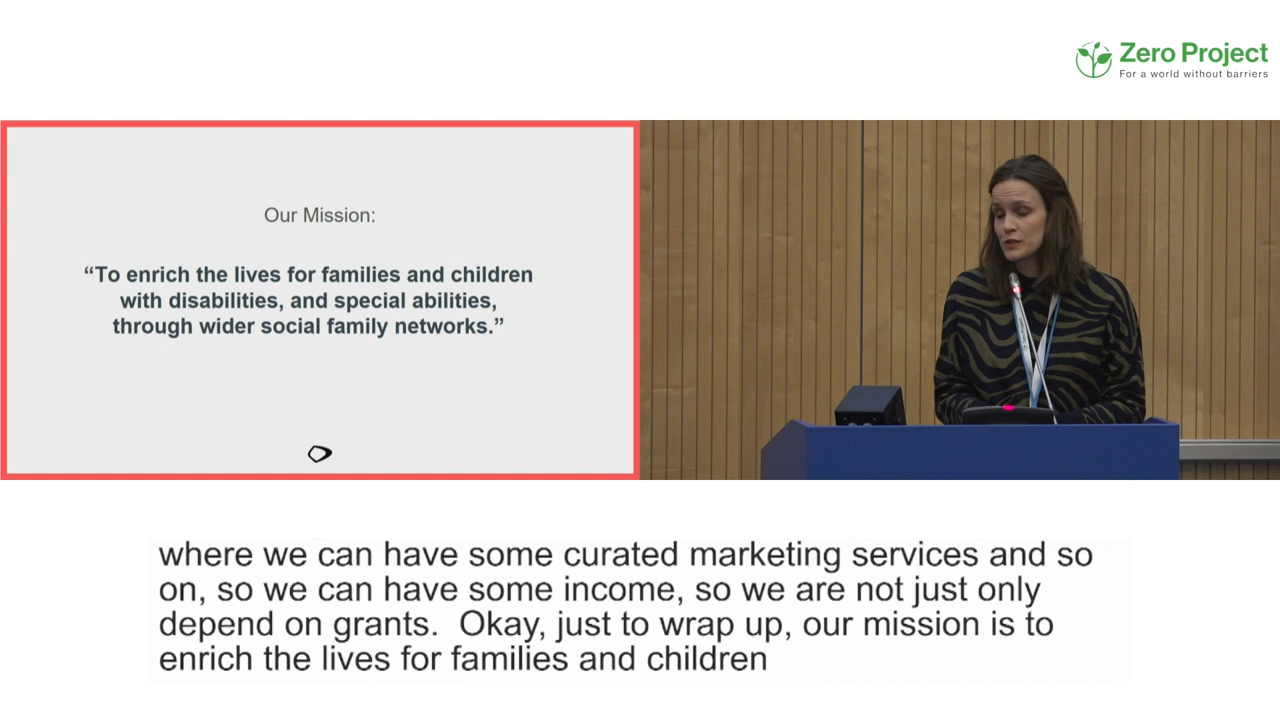 Zero Project
For a world without barriers
Our Mission:
“To enrich the lives for families and children
with disabilities, and special abilities,
through wider social family networks.”
where we can have some curated marketing services and so
on, so we can have some income, so we are not just only
depend on grants.  Okay, just to wrap up, our mission is to
enrich the lives for families and children